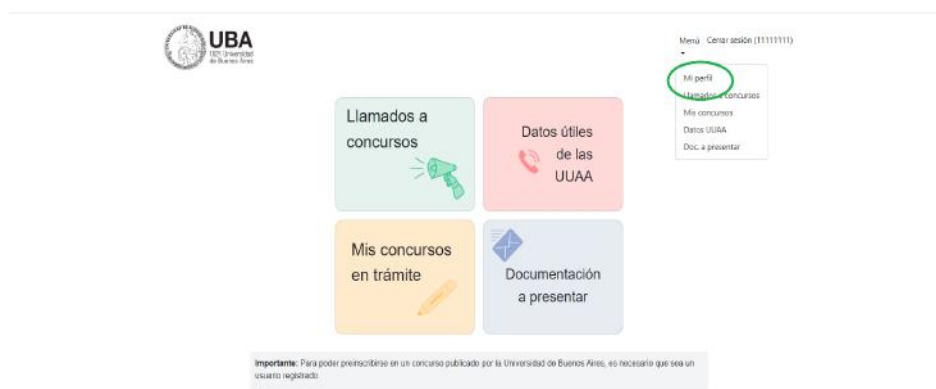 UBA
1821 Universidad
de Buenos Aires
Menú Cerrar sesión (11111111)
Mi perfil
Llamados a concursos
Mis concursos
Datos UUAA
Doc. a presentar
Llamados a
concursos
Datos útiles
de las
UUAA
Mis concursos
en trámite
Documentación
a presentar
Importante: Para poder preinscribirse en un concurso publicado por la Universidad de Buenos Aires, es necesario que sea un
usuario registrado